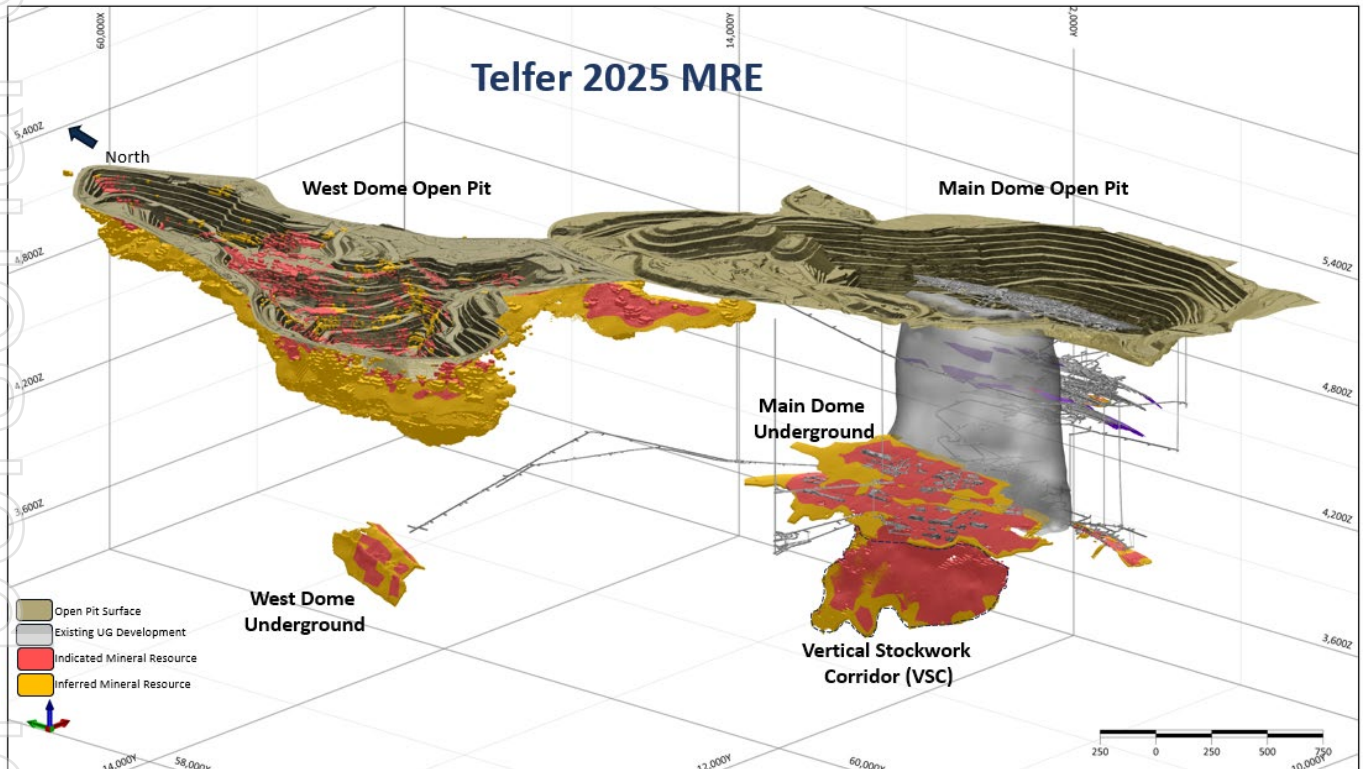 60,000X
14,000Y
Telfer 2025 MRE
5,400Z
North
West Dome Open Pit
Main Dome Open Pit
5,400Z
4,800Z
4,200Z
4,800Z
Main Dome
Underground
3,600Z
4,200Z
West Dome
Underground
Open Pit Surface
Existing UG Development
Indicated Mineral Resource
Inferred Mineral Resource
Vertical Stockwork
Corridor (VSC)
3,600Z
250 0 250 500 750
14,000Y
58,000X
12,000Y
60,000X
10,000Y